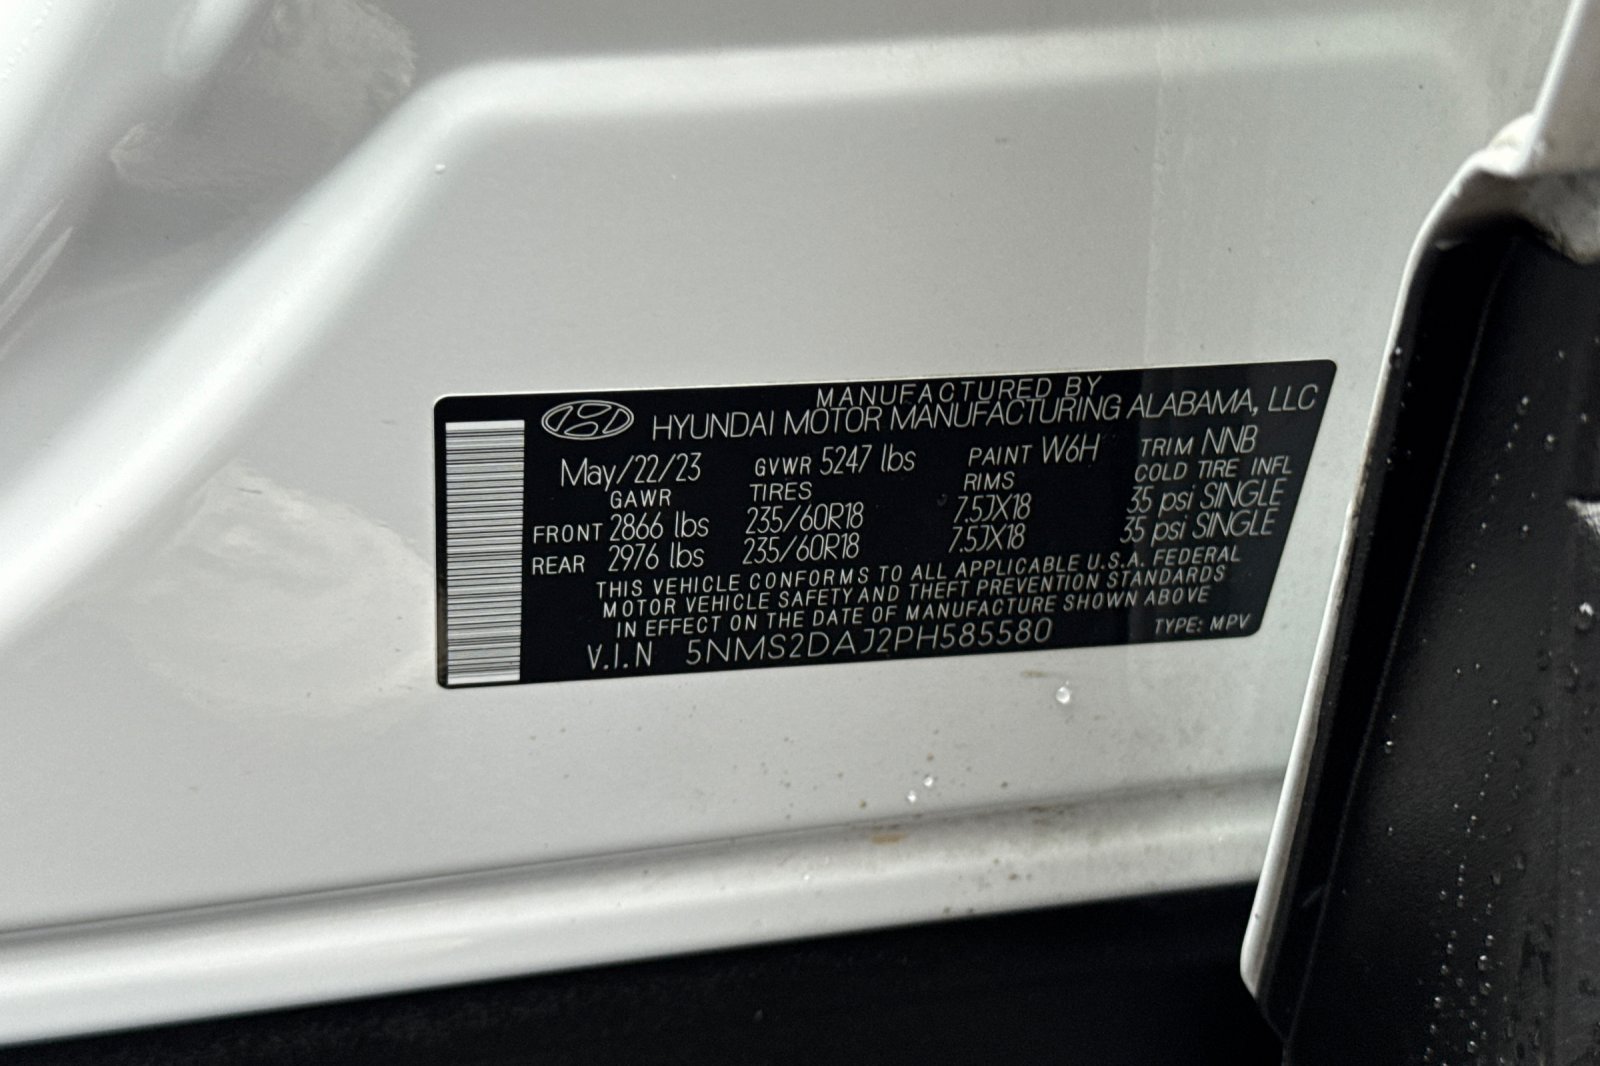 MANUFACTURED BY
HYUNDAI MOTOR MANUFACTURING ALABAMA, LLC
May/22/23 GVWR 5247 lbs PAINT W6H TRIM NNB
GAWR TIRES RIMS COLD TIRE INFL
FRONT 2866 lbs 235/60R18 7.5JX18 35 psi SINGLE
REAR 2976 lbs 235/60R18 7.5JX18 35 psi SINGLE
THIS VEHICLE CONFORMS TO ALL APPLICABLE U.S.A. FEDERAL
MOTOR VEHICLE SAFETY AND THEFT PREVENTION STANDARDS
IN EFFECT ON THE DATE OF MANUFACTURE SHOWN ABOVE
V.I.N 5NMS2DAJ2PH585580 TYPE: MPV